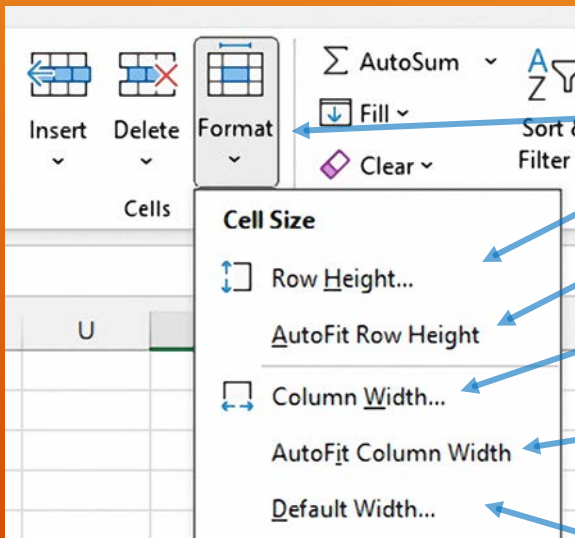 Insert
Delete
Format
Cells
Σ AutoSum
Fill
Clear
A
Z
Sort &
Filter
Cell Size
Row Height...
AutoFit Row Height
Column Width...
AutoFit Column Width
Default Width...
U